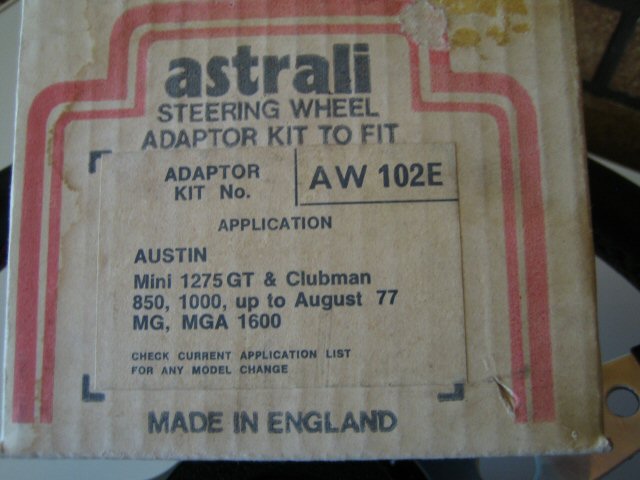 astrali
STEERING WHEEL
ADAPTOR KIT TO FIT
ADAPTOR
KIT No.
AW 102E
APPLICATION
AUSTIN
Mini 1275 GT & Clubman
850, 1000, up to August 77
MG, MGA 1600
CHECK CURRENT APPLICATION LIST
FOR ANY MODEL CHANGE
MADE IN ENGLAND